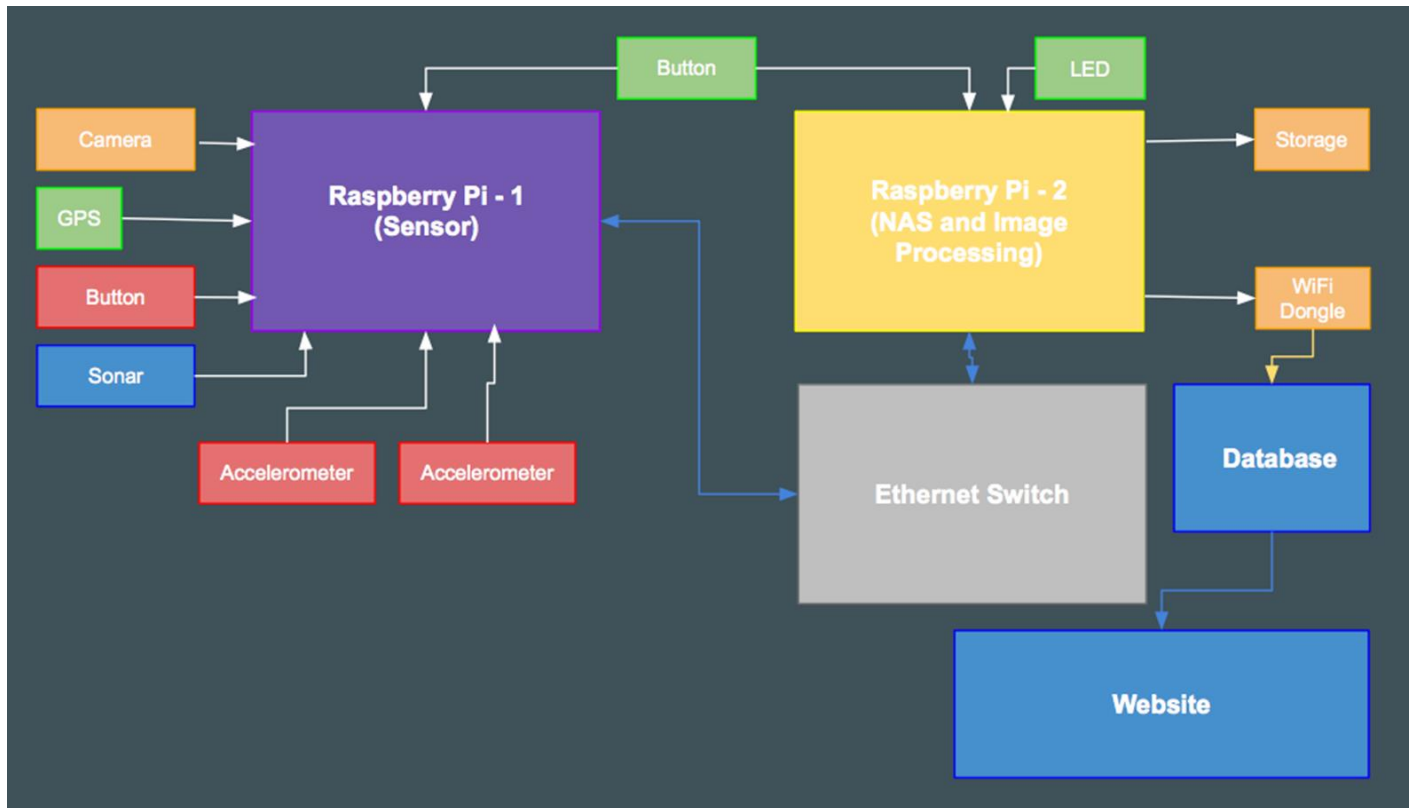 Button
LED
Camera
Storage
Raspberry Pi - 1
(Sensor)
Raspberry Pi - 2
(NAS and Image
Processing)
GPS
Button
WiFi
Dongle
Sonar
Accelerometer
Accelerometer
Database
Ethernet Switch
Website